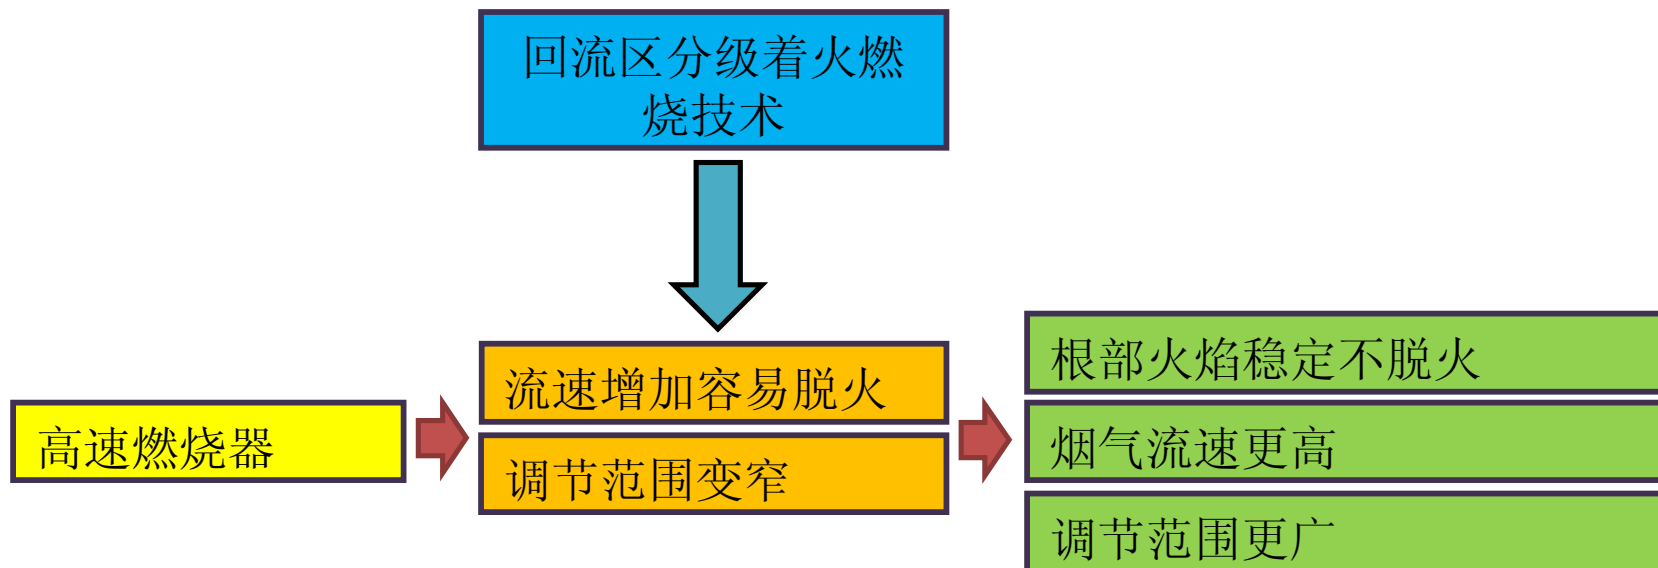 回流区分级着火燃
烧技术
流速增加容易脱火
根部火焰稳定不脱火
高速燃烧器
调节范围变窄
烟气流速更高
调节范围更广